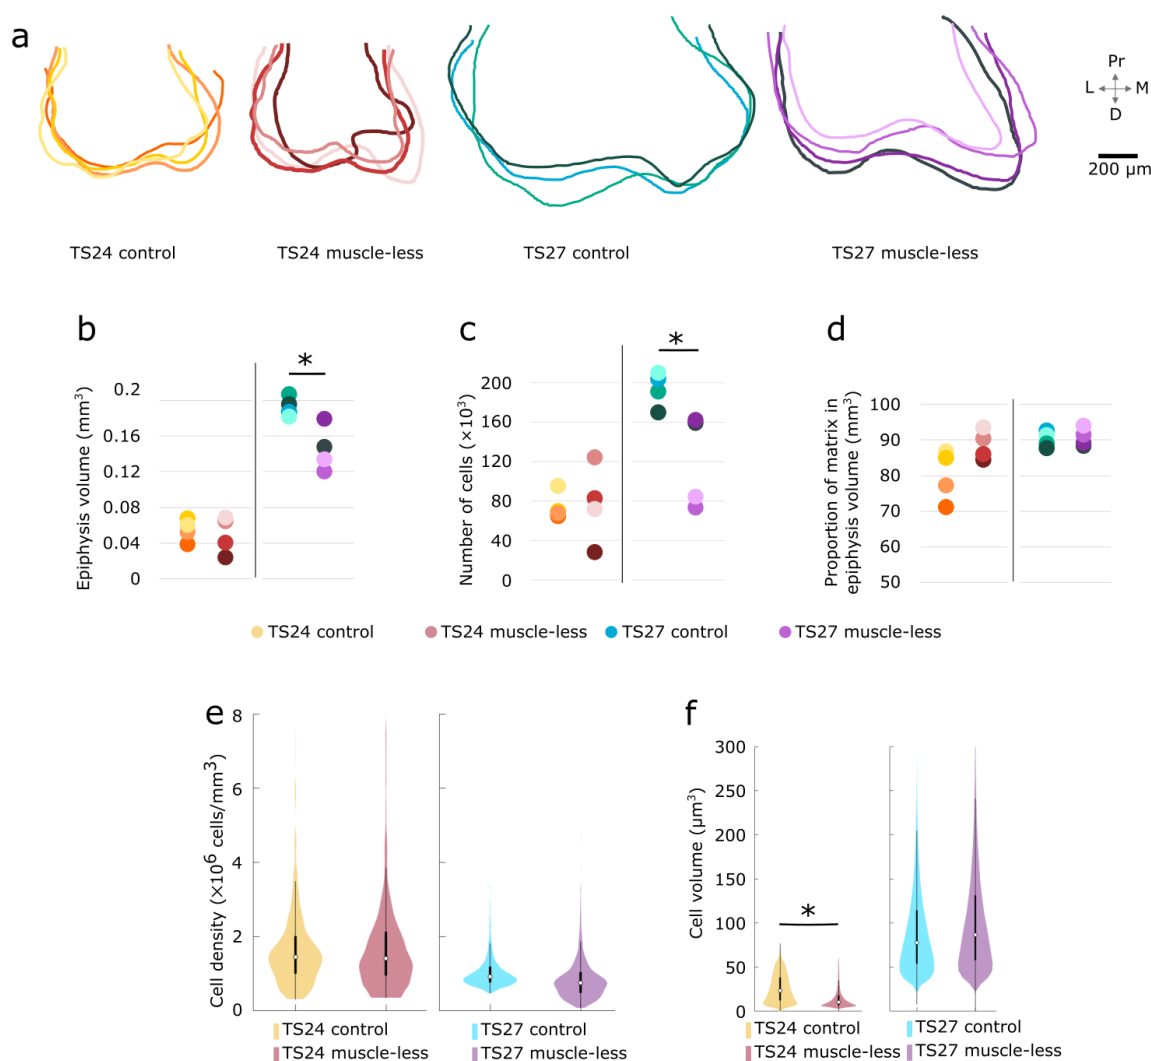 a
Pr
L M
D
200 µm
TS24 control TS24 muscle-less TS27 control TS27 muscle-less
b
Epiphysis volume (mm³)
0.2
0.16
0.12
0.08
0.04
0
*
c
Number of cells (×10³)
200
160
120
80
40
0
*
d
Proportion of matrix in
epiphysis volume (mm³)
100
90
80
70
60
50
TS24 control TS24 muscle-less TS27 control TS27 muscle-less
e
Cell density (×10⁶ cells/mm³)
8
6
4
2
0
TS24 control TS27 control
TS24 muscle-less TS27 muscle-less
f
Cell volume (µm³)
300
250
200
150
100
50
0
*
TS24 control TS27 control
TS24 muscle-less TS27 muscle-less